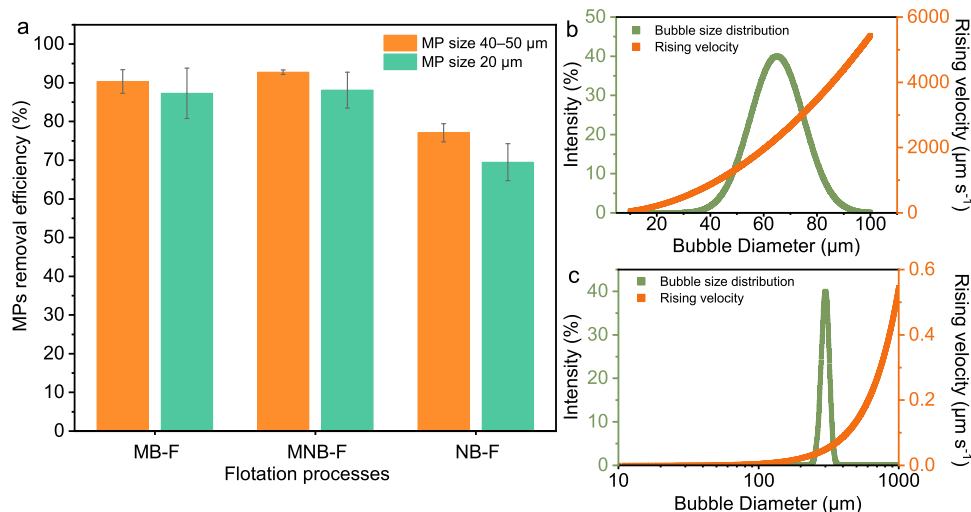 a
MPs removal efficiency (%)
100
90
80
70
60
50
40
30
20
10
0
MP size 40–50 µm
MP size 20 µm
MB-F
MNB-F
NB-F
Flotation processes
b
Intensity (%)
50
40
30
20
10
0
Bubble size distribution
Rising velocity
6000
4000
2000
0
Rising velocity (µm s-1)
20
40
60
80
100
Bubble Diameter (µm)
c
Intensity (%)
40
30
20
10
0
Bubble size distribution
Rising velocity
0.6
0.4
0.2
0.0
Rising velocity (µm s-1)
10
100
1000
Bubble Diameter (µm)